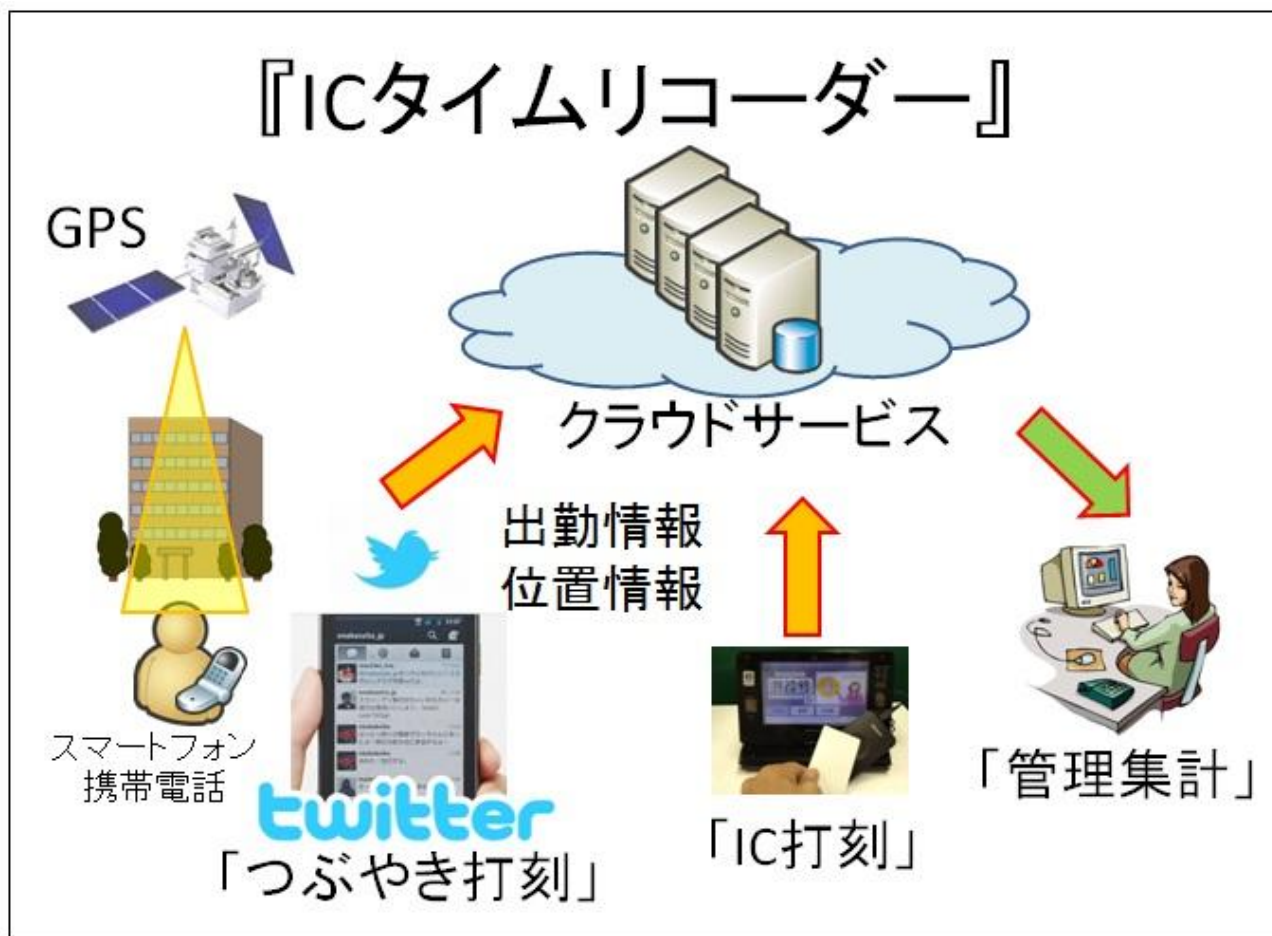 『ICタイムリコーダー』
GPS
クラウドサービス
出勤情報
位置情報
スマートフォン
携帯電話
twitter
「つぶやき打刻」
「IC打刻」
「管理集計」